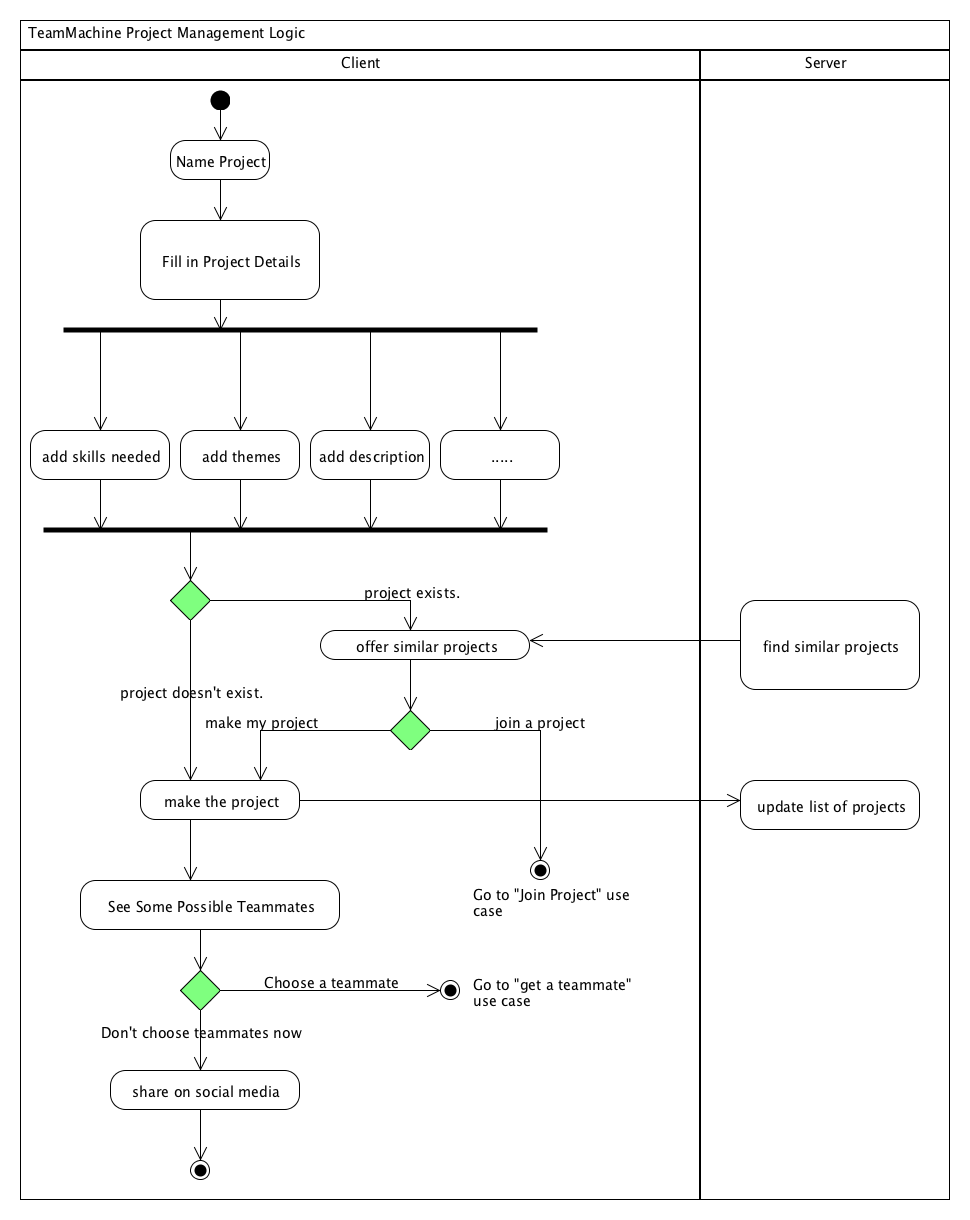 TeamMachine Project Management Logic
Client
Server
Name Project
Fill in Project Details
add skills needed
add themes
add description
.....
project exists.
offer similar projects
find similar projects
project doesn't exist.
make my project
join a project
make the project
update list of projects
Go to "Join Project" use
case
See Some Possible Teammates
Choose a teammate
Go to "get a teammate"
use case
Don't choose teammates now
share on social media